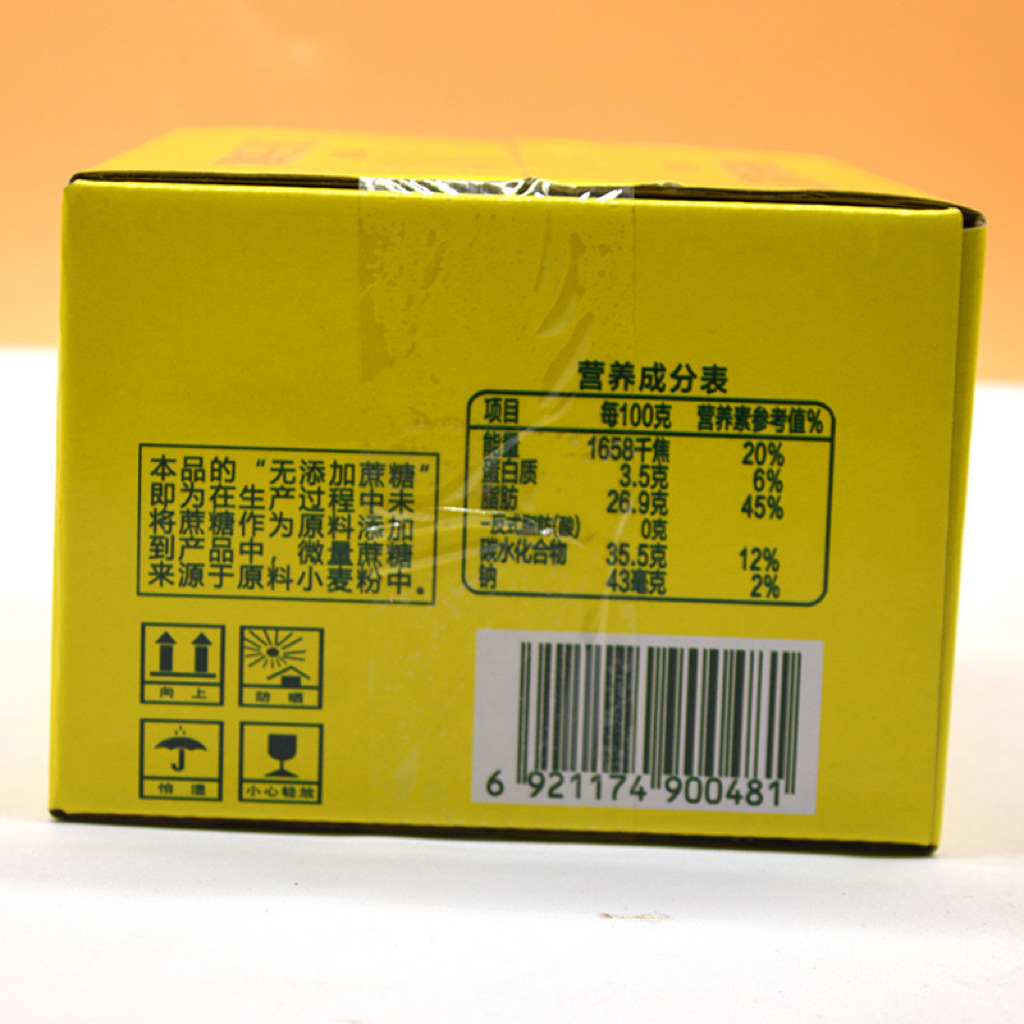 营养成分表
项目 每100克 营养素参考值%
能量 1658千焦 20%
蛋白质 3.5克 6%
脂肪 26.9克 45%
-反式脂肪(酸) 0克
碳水化合物 35.5克 12%
钠 43毫克 2%
本品的“无添加蔗糖”
即为在生产过程中未
将蔗糖作为原料添加
到产品中，微量蔗糖
来源于原料小麦粉中。
向上
防晒
怕湿
小心轻放
6 921174 900481